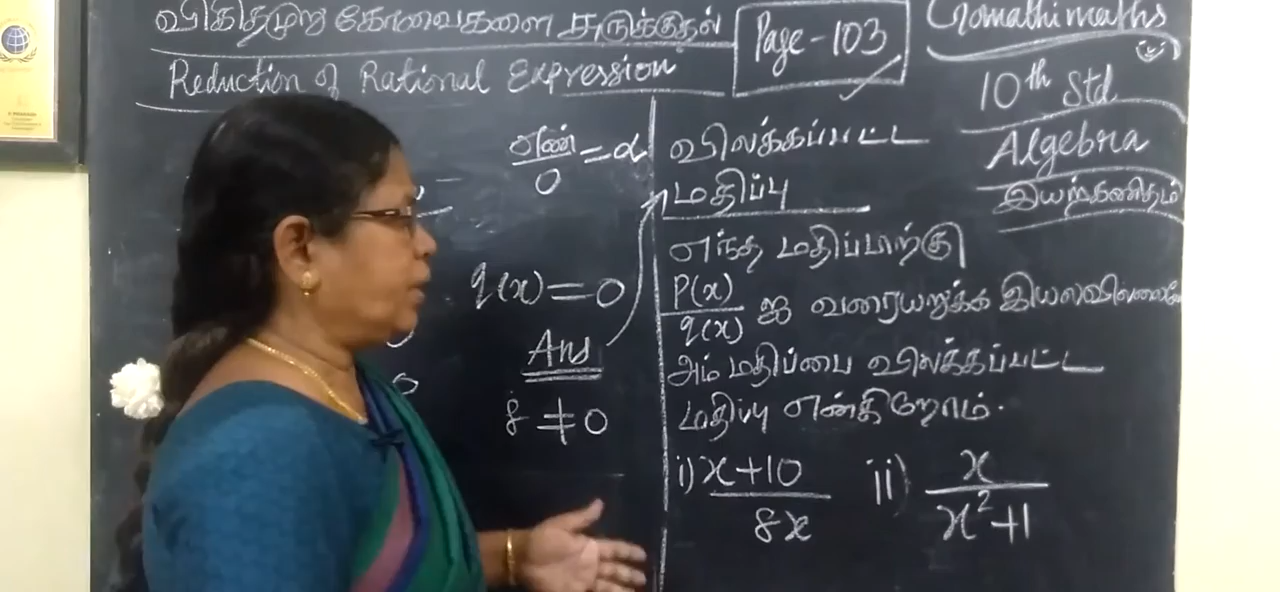 விகிதமுறு கோவைகளை சுருக்குதல்
Reduction of Rational Expression
Page - 103
Gomathi maths
10th Std
Algebra
இயற்கணிதம்
எண்/0 = α
q(x) = 0
Ans
8 ≠ 0
விலக்கப்பட்ட
மதிப்பு
எந்த மதிப்பிற்கு
P(x)/q(x) ஐ வரையறுக்க இயலவில்லையோ
அம் மதிப்பை விலக்கப்பட்ட
மதிப்பு என்கிறோம்.
i) x+10/8x ii) x/x²+1